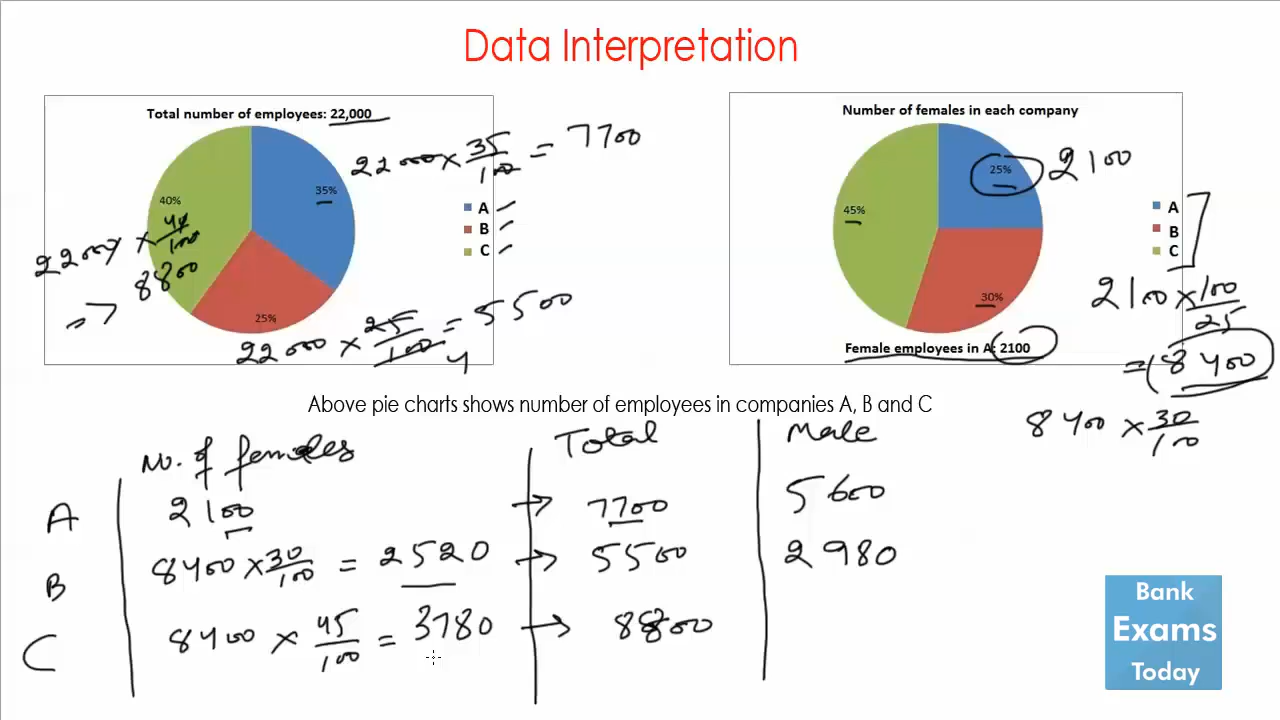 Data Interpretation
Total number of employees: 22,000
35%
40%
25%
A
B
C
22000 × 35/100 = 7700
22000 × 40/100
=> 8800
22000 × 25/100 = 5500
4
Number of females in each company
25%
45%
30%
2100
A
B
C
Female employees in A: 2100
2100 × 100/25
= 8400
8400 × 30/100
Above pie charts shows number of employees in companies A, B and C
No. of females Total Male
A 2100 → 7700 5600
B 8400 × 30/100 = 2520 → 5500 2980
C 8400 × 45/100 = 3780 → 8800
Bank
Exams
Today